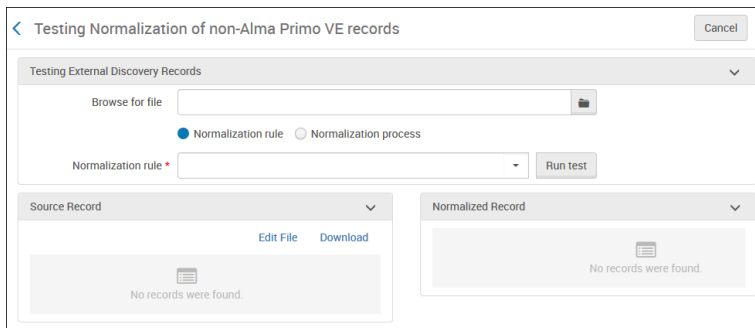 Testing Normalization of non-Alma Primo VE records
Cancel
Testing External Discovery Records
Browse for file
Normalization rule
Normalization process
Normalization rule *
Run test
Source Record
Edit File
Download
No records were found.
Normalized Record
No records were found.